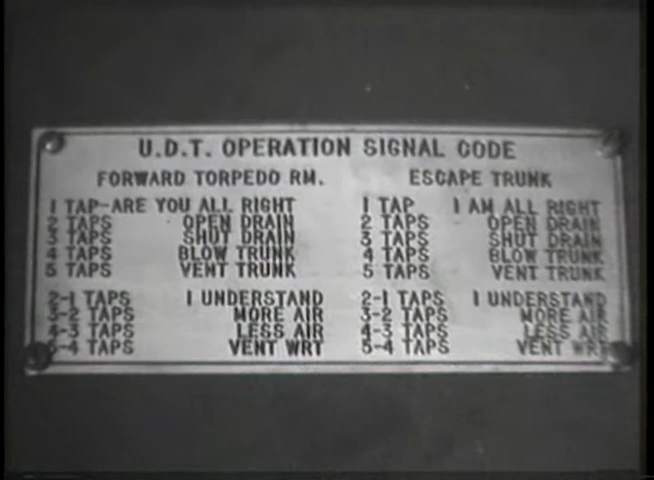 U.D.T. OPERATION SIGNAL CODE
FORWARD TORPEDO RM. ESCAPE TRUNK
1 TAP-ARE YOU ALL RIGHT 1 TAP I AM ALL RIGHT
2 TAPS OPEN DRAIN 2 TAPS OPEN DRAIN
3 TAPS SHUT DRAIN 3 TAPS SHUT DRAIN
4 TAPS BLOW TRUNK 4 TAPS BLOW TRUNK
5 TAPS VENT TRUNK 5 TAPS VENT TRUNK
2-1 TAPS I UNDERSTAND 2-1 TAPS I UNDERSTAND
3-2 TAPS MORE AIR 3-2 TAPS MORE AIR
4-3 TAPS LESS AIR 4-3 TAPS LESS AIR
5-4 TAPS VENT WRT 5-4 TAPS VENT WRT